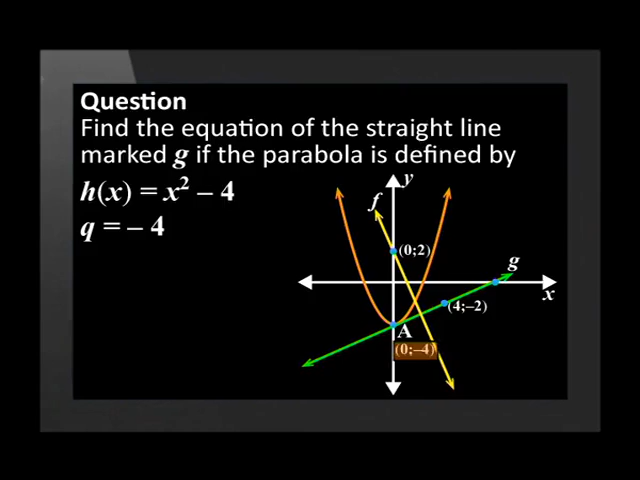 Question
Find the equation of the straight line
marked g if the parabola is defined by
h(x) = x² – 4
q = – 4
y
f
(0;2)
g
x
(4;–2)
A
(0;–4)